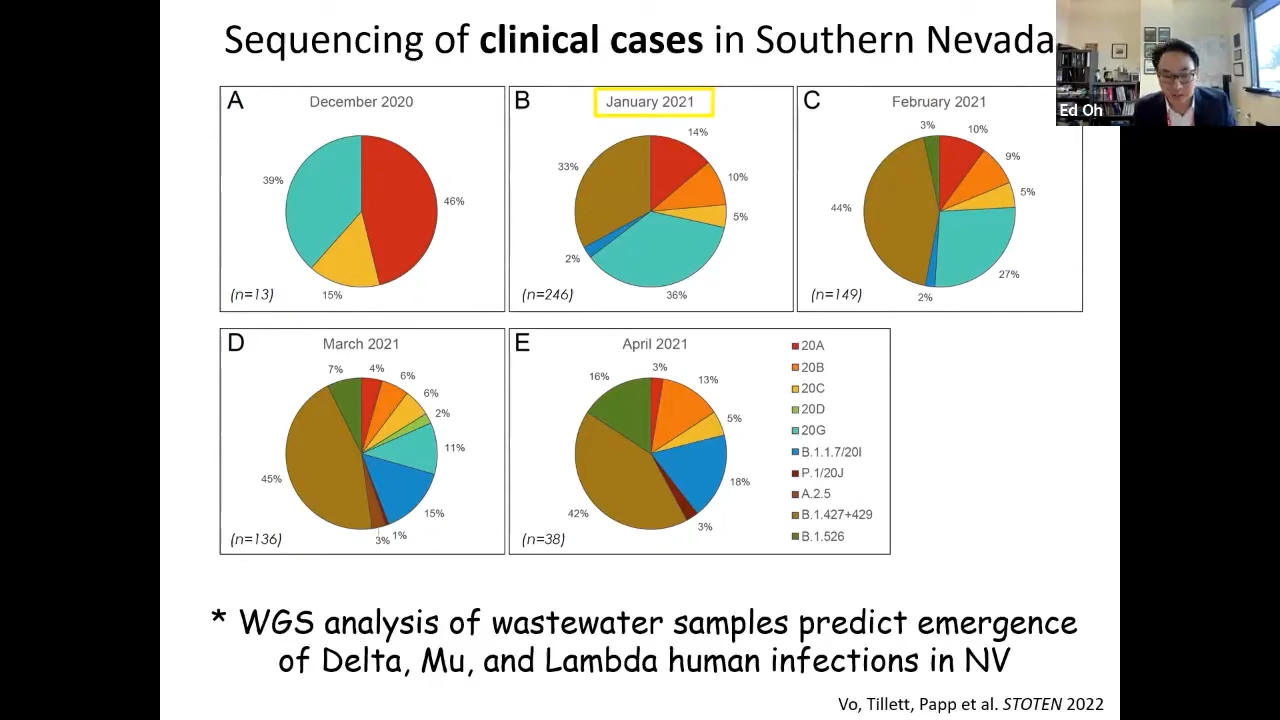 Sequencing of clinical cases in Southern Nevada
Ed Oh
A
December 2020
39%
46%
15%
(n=13)
B
January 2021
14%
33%
10%
5%
2%
36%
(n=246)
C
February 2021
3%
10%
9%
5%
44%
27%
2%
(n=149)
D
March 2021
7%
4%
6%
6%
2%
11%
45%
15%
1%
3%
(n=136)
E
April 2021
3%
16%
13%
5%
18%
42%
3%
(n=38)
20A
20B
20C
20D
20G
B.1.1.7/20I
P.1/20J
A.2.5
B.1.427+429
B.1.526
* WGS analysis of wastewater samples predict emergence
of Delta, Mu, and Lambda human infections in NV
Vo, Tillett, Papp et al. STOTEN 2022